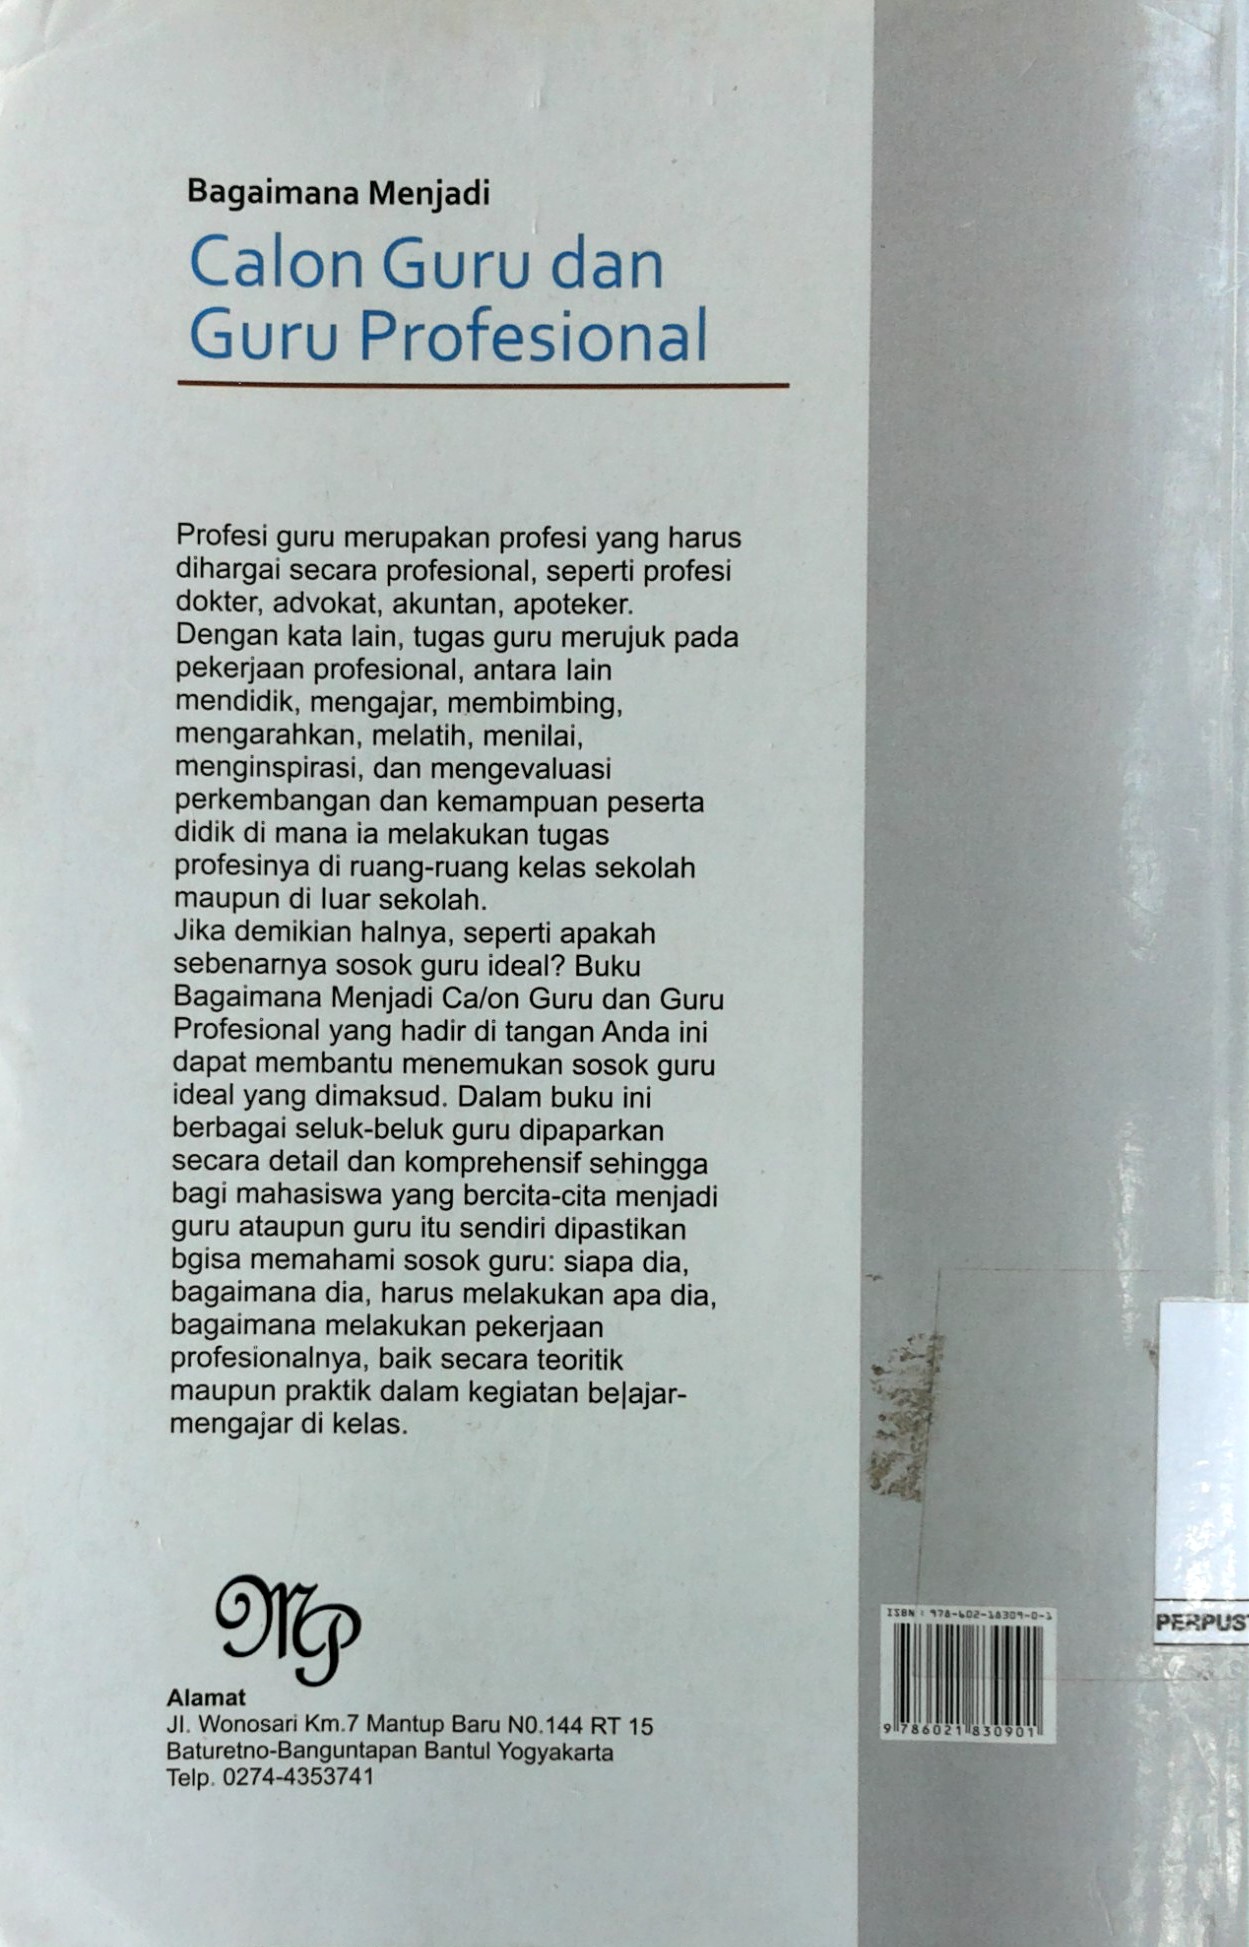 Bagaimana Menjadi
Calon Guru dan
Guru Profesional
Profesi guru merupakan profesi yang harus
dihargai secara profesional, seperti profesi
dokter, advokat, akuntan, apoteker.
Dengan kata lain, tugas guru merujuk pada
pekerjaan profesional, antara lain
mendidik, mengajar, membimbing,
mengarahkan, melatih, menilai,
menginspirasi, dan mengevaluasi
perkembangan dan kemampuan peserta
didik di mana ia melakukan tugas
profesinya di ruang-ruang kelas sekolah
maupun di luar sekolah.
Jika demikian halnya, seperti apakah
sebenarnya sosok guru ideal? Buku
Bagaimana Menjadi Ca/on Guru dan Guru
Profesional yang hadir di tangan Anda ini
dapat membantu menemukan sosok guru
ideal yang dimaksud. Dalam buku ini
berbagai seluk-beluk guru dipaparkan
secara detail dan komprehensif sehingga
bagi mahasiswa yang bercita-cita menjadi
guru ataupun guru itu sendiri dipastikan
bgisa memahami sosok guru: siapa dia,
bagaimana dia, harus melakukan apa dia,
bagaimana melakukan pekerjaan
profesionalnya, baik secara teoritik
maupun praktik dalam kegiatan be|ajar-
mengajar di kelas.
MP
Alamat
Jl. Wonosari Km.7 Mantup Baru N0.144 RT 15
Baturetno-Banguntapan Bantul Yogyakarta
Telp. 0274-4353741
ISBN : 978-602-18309-0-1
9 786021 830901
PERPUST